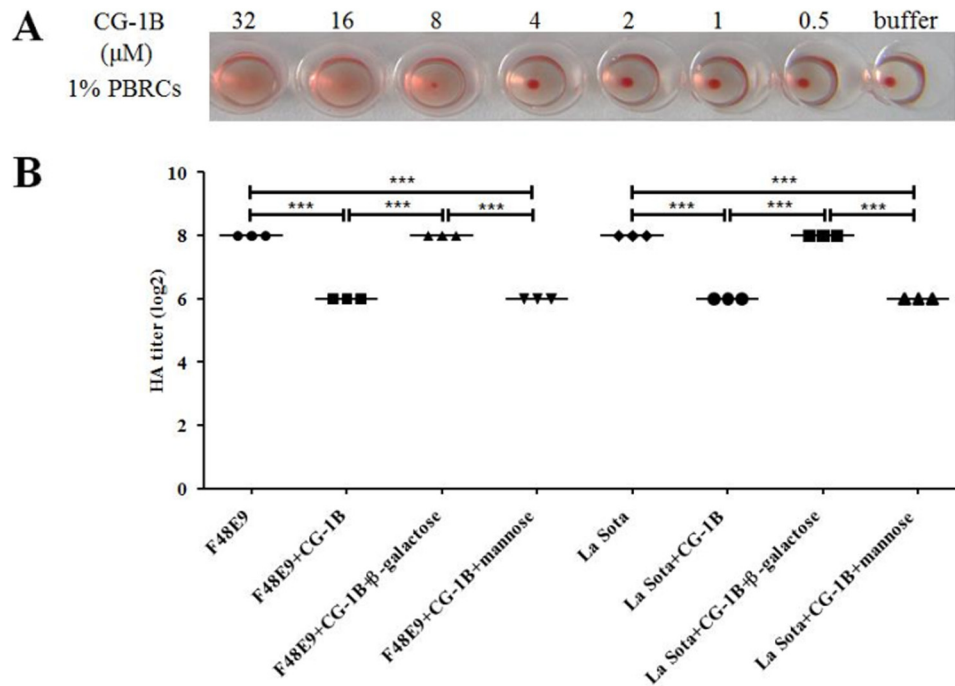 A
CG-1B 32 16 8 4 2 1 0.5 buffer
(μM)
1% PBRCs
B
*** ***
*** *** *** *** *** ***
HA titer (log2)
10
8
6
4
2
0
F48E9
F48E9+CG-1B
F48E9+CG-1B+β-galactose
F48E9+CG-1B+mannose
La Sota
La Sota+CG-1B
La Sota+CG-1B+β-galactose
La Sota+CG-1B+mannose